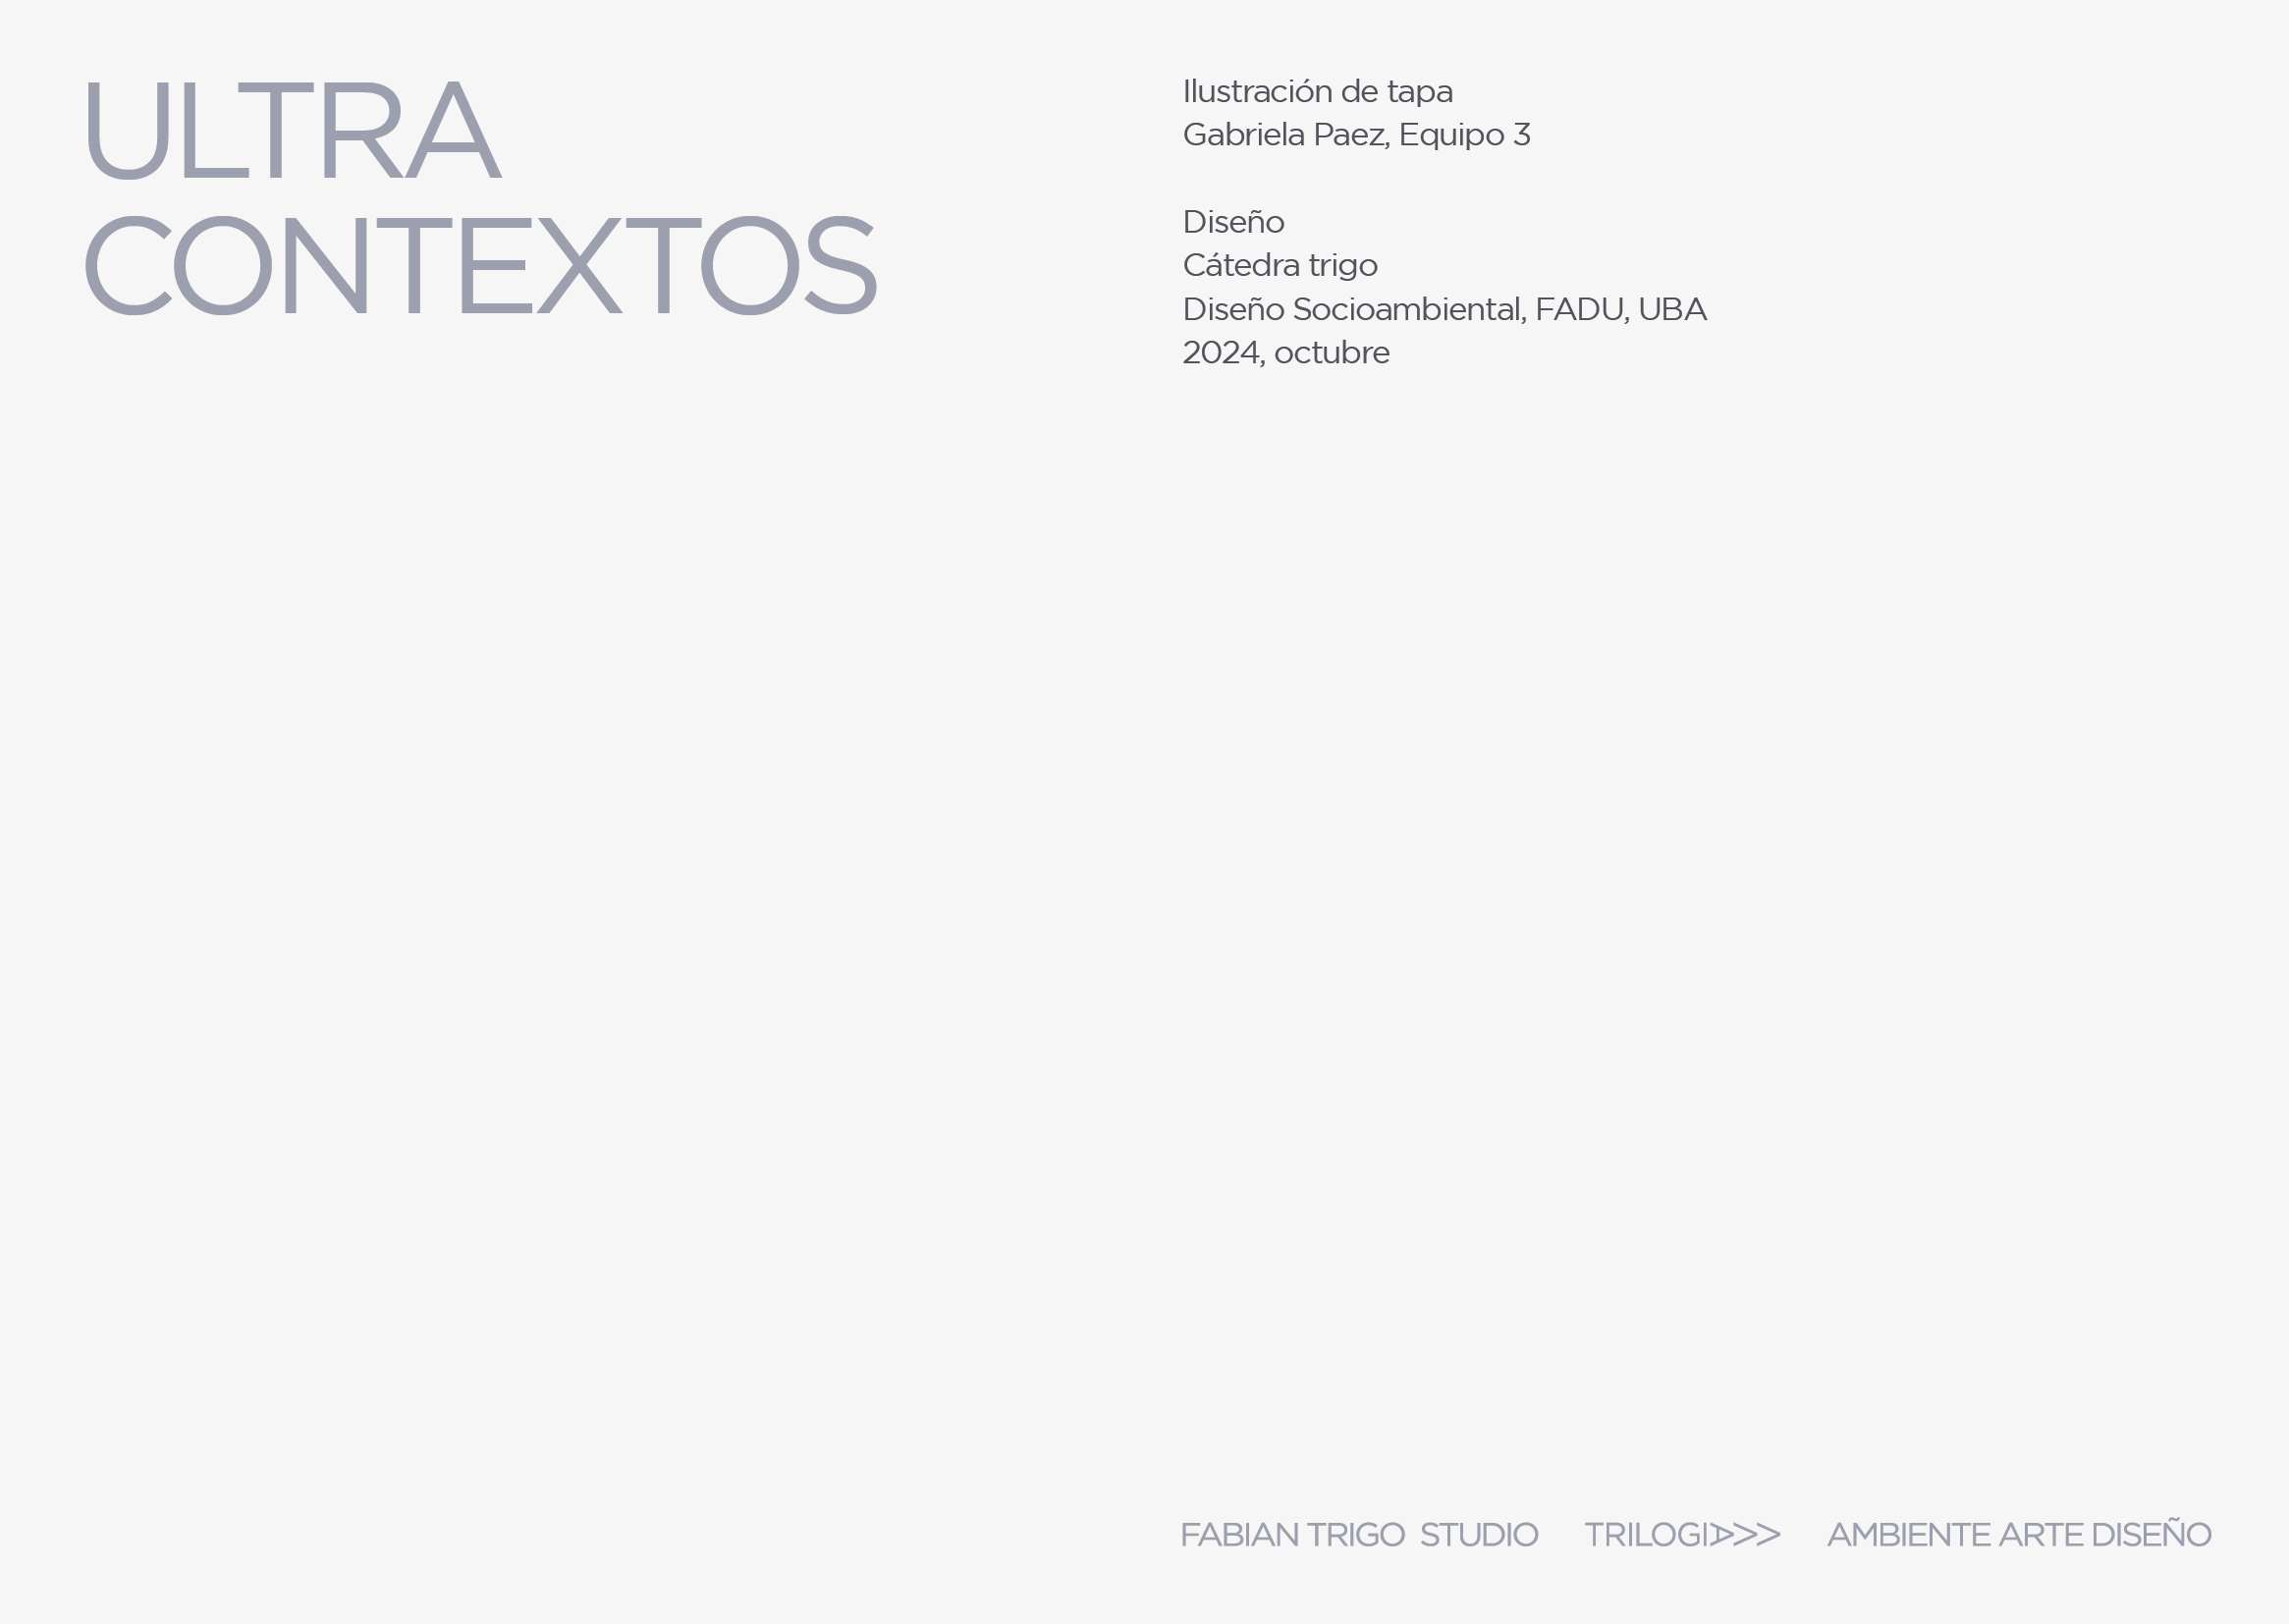 ULTRA
CONTEXTOS
Ilustración de tapa
Gabriela Paez, Equipo 3
Diseño
Cátedra trigo
Diseño Socioambiental, FADU, UBA
2024, octubre
FABIAN TRIGO STUDIO TRILOGIA>> AMBIENTE ARTE DISEÑO